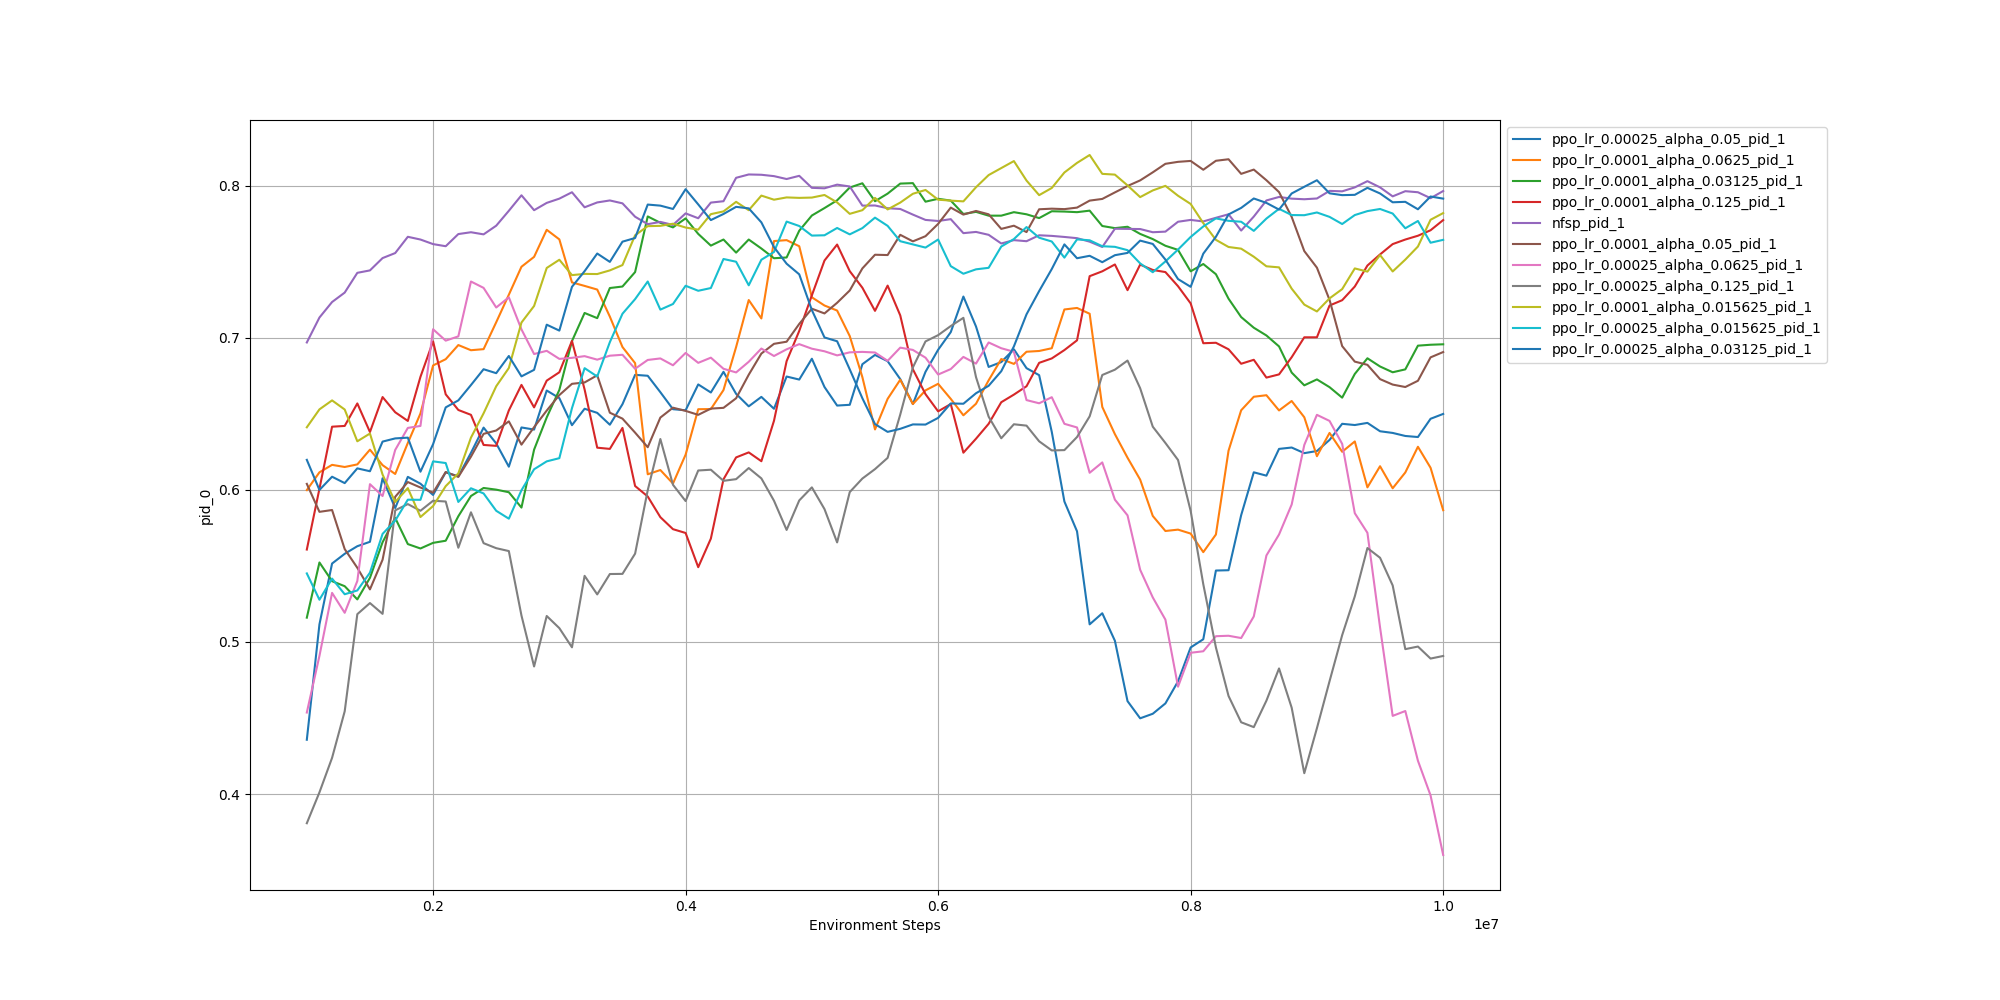 pid_0
0.8
0.7
0.6
0.5
0.4
0.2 0.4 0.6 0.8 1.0
1e7
Environment Steps
ppo_lr_0.00025_alpha_0.05_pid_1
ppo_lr_0.0001_alpha_0.0625_pid_1
ppo_lr_0.0001_alpha_0.03125_pid_1
ppo_lr_0.0001_alpha_0.125_pid_1
nfsp_pid_1
ppo_lr_0.0001_alpha_0.05_pid_1
ppo_lr_0.00025_alpha_0.0625_pid_1
ppo_lr_0.00025_alpha_0.125_pid_1
ppo_lr_0.0001_alpha_0.015625_pid_1
ppo_lr_0.00025_alpha_0.015625_pid_1
ppo_lr_0.00025_alpha_0.03125_pid_1